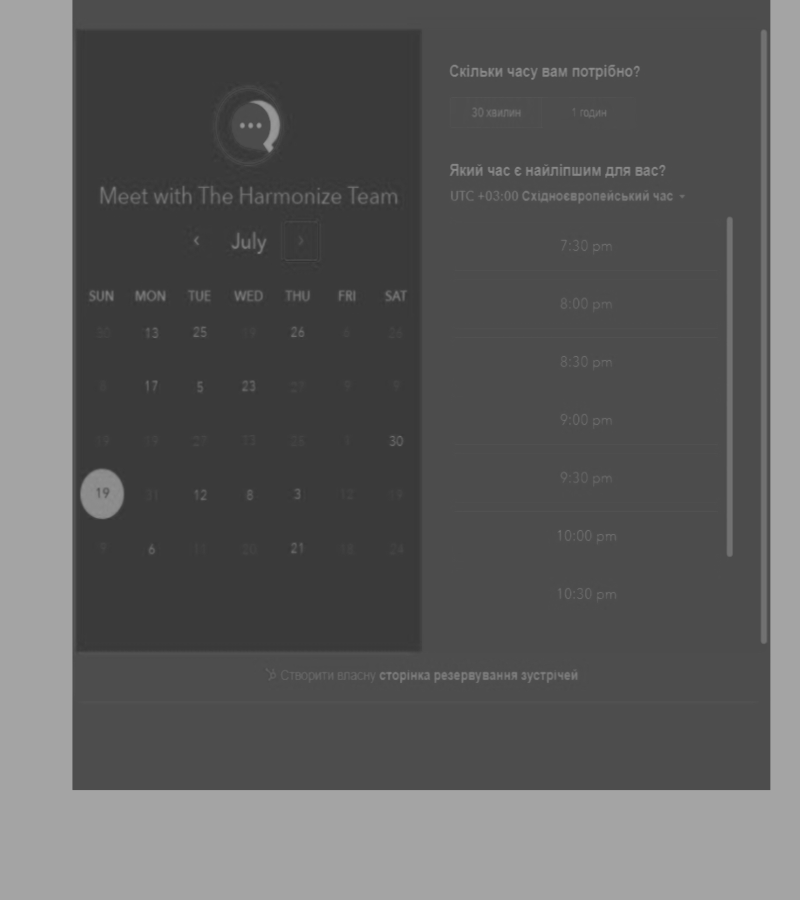 Meet with The Harmonize Team
July
SUN MON TUE WED THU FRI SAT
30 13 25 19 26 6 26
6 17 5 23 27 9
19 19 27 23 26 30
19 31 12 8 3 12 19
6 11 20 21 18 24
Скільки часу вам потрібно?
30 хвилин 1 годин
Який час є найліпшим для вас?
UTC +03:00 Східноєвропейський час
7:30 pm
8:00 pm
8:30 pm
9:00 pm
9:30 pm
10:00 pm
10:30 pm
Створити власну сторінка резервування зустрічей